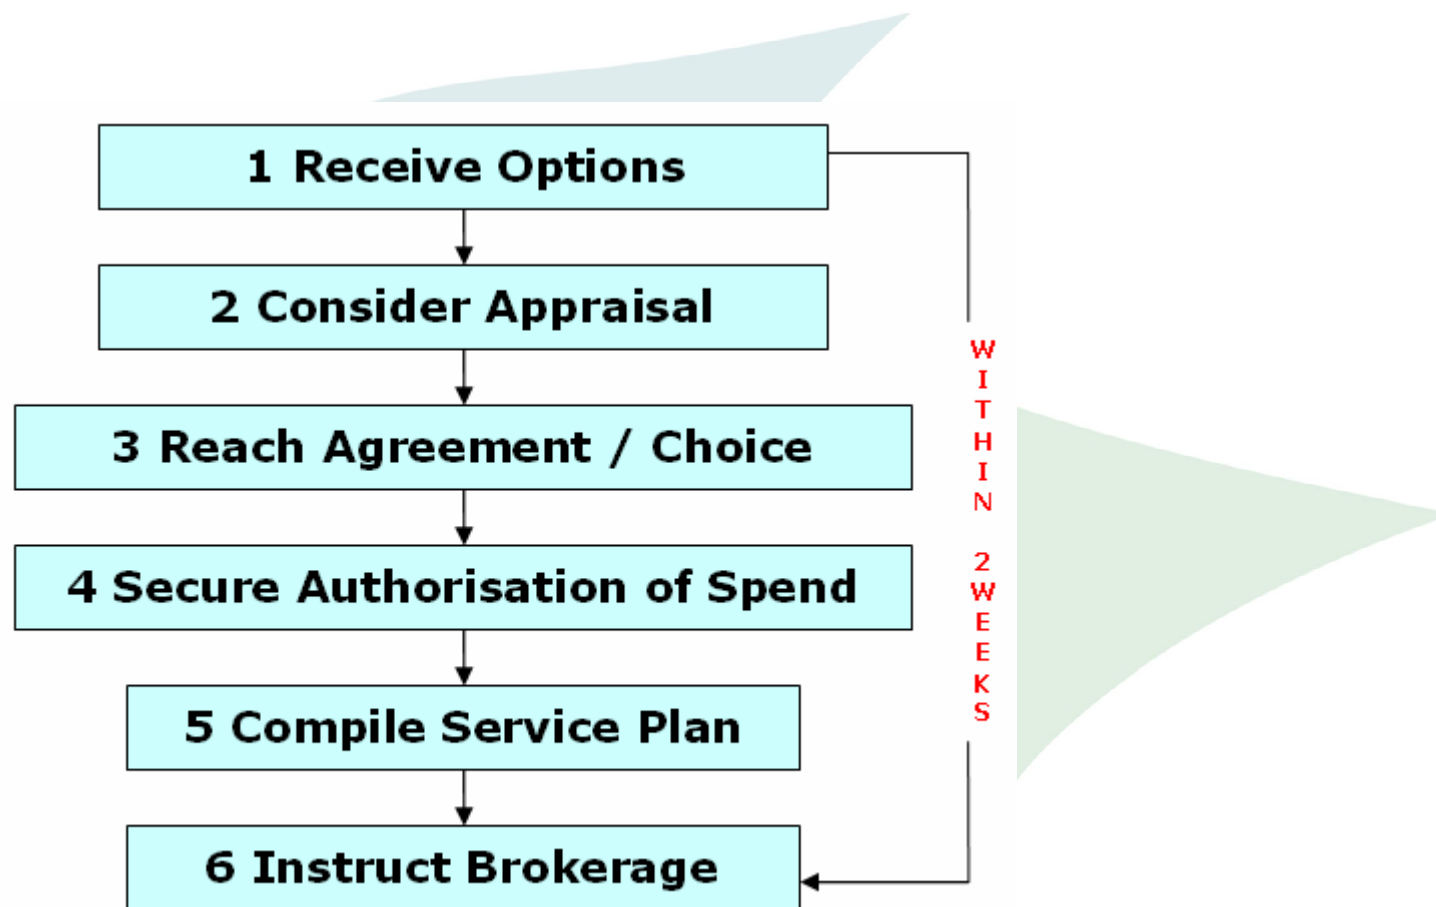 1 Receive Options
2 Consider Appraisal
3 Reach Agreement / Choice
4 Secure Authorisation of Spend
5 Compile Service Plan
6 Instruct Brokerage
WITHIN 2 WEEKS